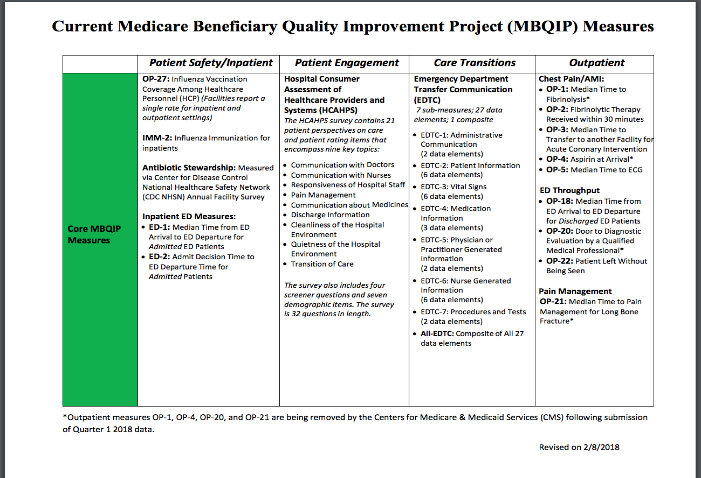 Current Medicare Beneficiary Quality Improvement Project (MBQIP) Measures
Patient Safety/Inpatient
Patient Engagement
Care Transitions
Outpatient
Core MBQIP
Measures
OP-27: Influenza Vaccination
Coverage Among Healthcare
Personnel (HCP) (Facilities report a
single rate for inpatient and
outpatient settings)
IMM-2: Influenza Immunization for
inpatients
Antibiotic Stewardship: Measured
via Center for Disease Control
National Healthcare Safety Network
(CDC NHSN) Annual Facility Survey
Inpatient ED Measures:
• ED-1: Median Time from ED
Arrival to ED Departure for
Admitted ED Patients
• ED-2: Admit Decision Time to
ED Departure Time for
Admitted Patients
Hospital Consumer
Assessment of
Healthcare Providers and
Systems (HCAHPS)
The HCAHPS survey contains 21
patient perspectives on care
and patient rating items that
encompass nine key topics:
• Communication with Doctors
• Communication with Nurses
• Responsiveness of Hospital Staff
• Pain Management
• Communication about Medicines
• Discharge Information
• Cleanliness of the Hospital
Environment
• Quietness of the Hospital
Environment
• Transition of Care
The survey also includes four
screener questions and seven
demographic items. The survey
is 32 questions in length.
Emergency Department
Transfer Communication
(EDTC)
7 sub-measures; 27 data
elements; 1 composite
• EDTC-1: Administrative
Communication
(2 data elements)
• EDTC-2: Patient Information
(6 data elements)
• EDTC-3: Vital Signs
(6 data elements)
• EDTC-4: Medication
Information
(3 data elements)
• EDTC-5: Physician or
Practitioner Generated
Information
(2 data elements)
• EDTC-6: Nurse Generated
Information
(6 data elements)
• EDTC-7: Procedures and Tests
(2 data elements)
• All-EDTC: Composite of All 27
data elements
Chest Pain/AMI:
• OP-1: Median Time to
Fibrinolysis*
• OP-2: Fibrinolytic Therapy
Received within 30 minutes
• OP-3: Median Time to
Transfer to another Facility for
Acute Coronary Intervention
• OP-4: Aspirin at Arrival*
• OP-5: Median Time to ECG
ED Throughput
• OP-18: Median Time from
ED Arrival to ED Departure
for Discharged ED Patients
• OP-20: Door to Diagnostic
Evaluation by a Qualified
Medical Professional*
• OP-22: Patient Left Without
Being Seen
Pain Management
OP-21: Median Time to Pain
Management for Long Bone
Fracture*
*Outpatient measures OP-1, OP-4, OP-20, and OP-21 are being removed by the Centers for Medicare & Medicaid Services (CMS) following submission
of Quarter 1 2018 data.
Revised on 2/8/2018